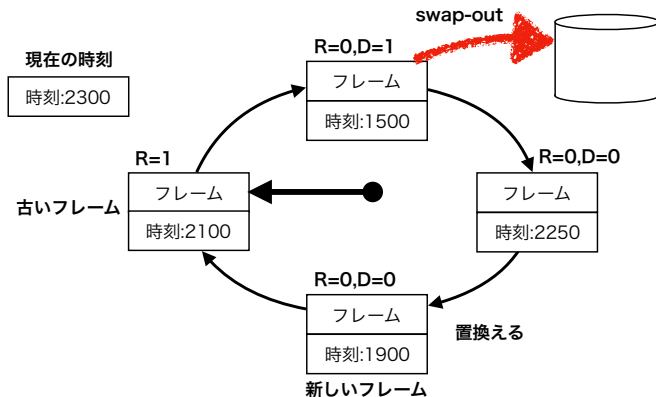 swap-out
R=0,D=1
現在の時刻
フレーム
時刻:2300
時刻:1500
R=1
R=0,D=0
フレーム
フレーム
古いフレーム
時刻:2100
時刻:2250
R=0,D=0
フレーム
置換える
時刻:1900
新しいフレーム